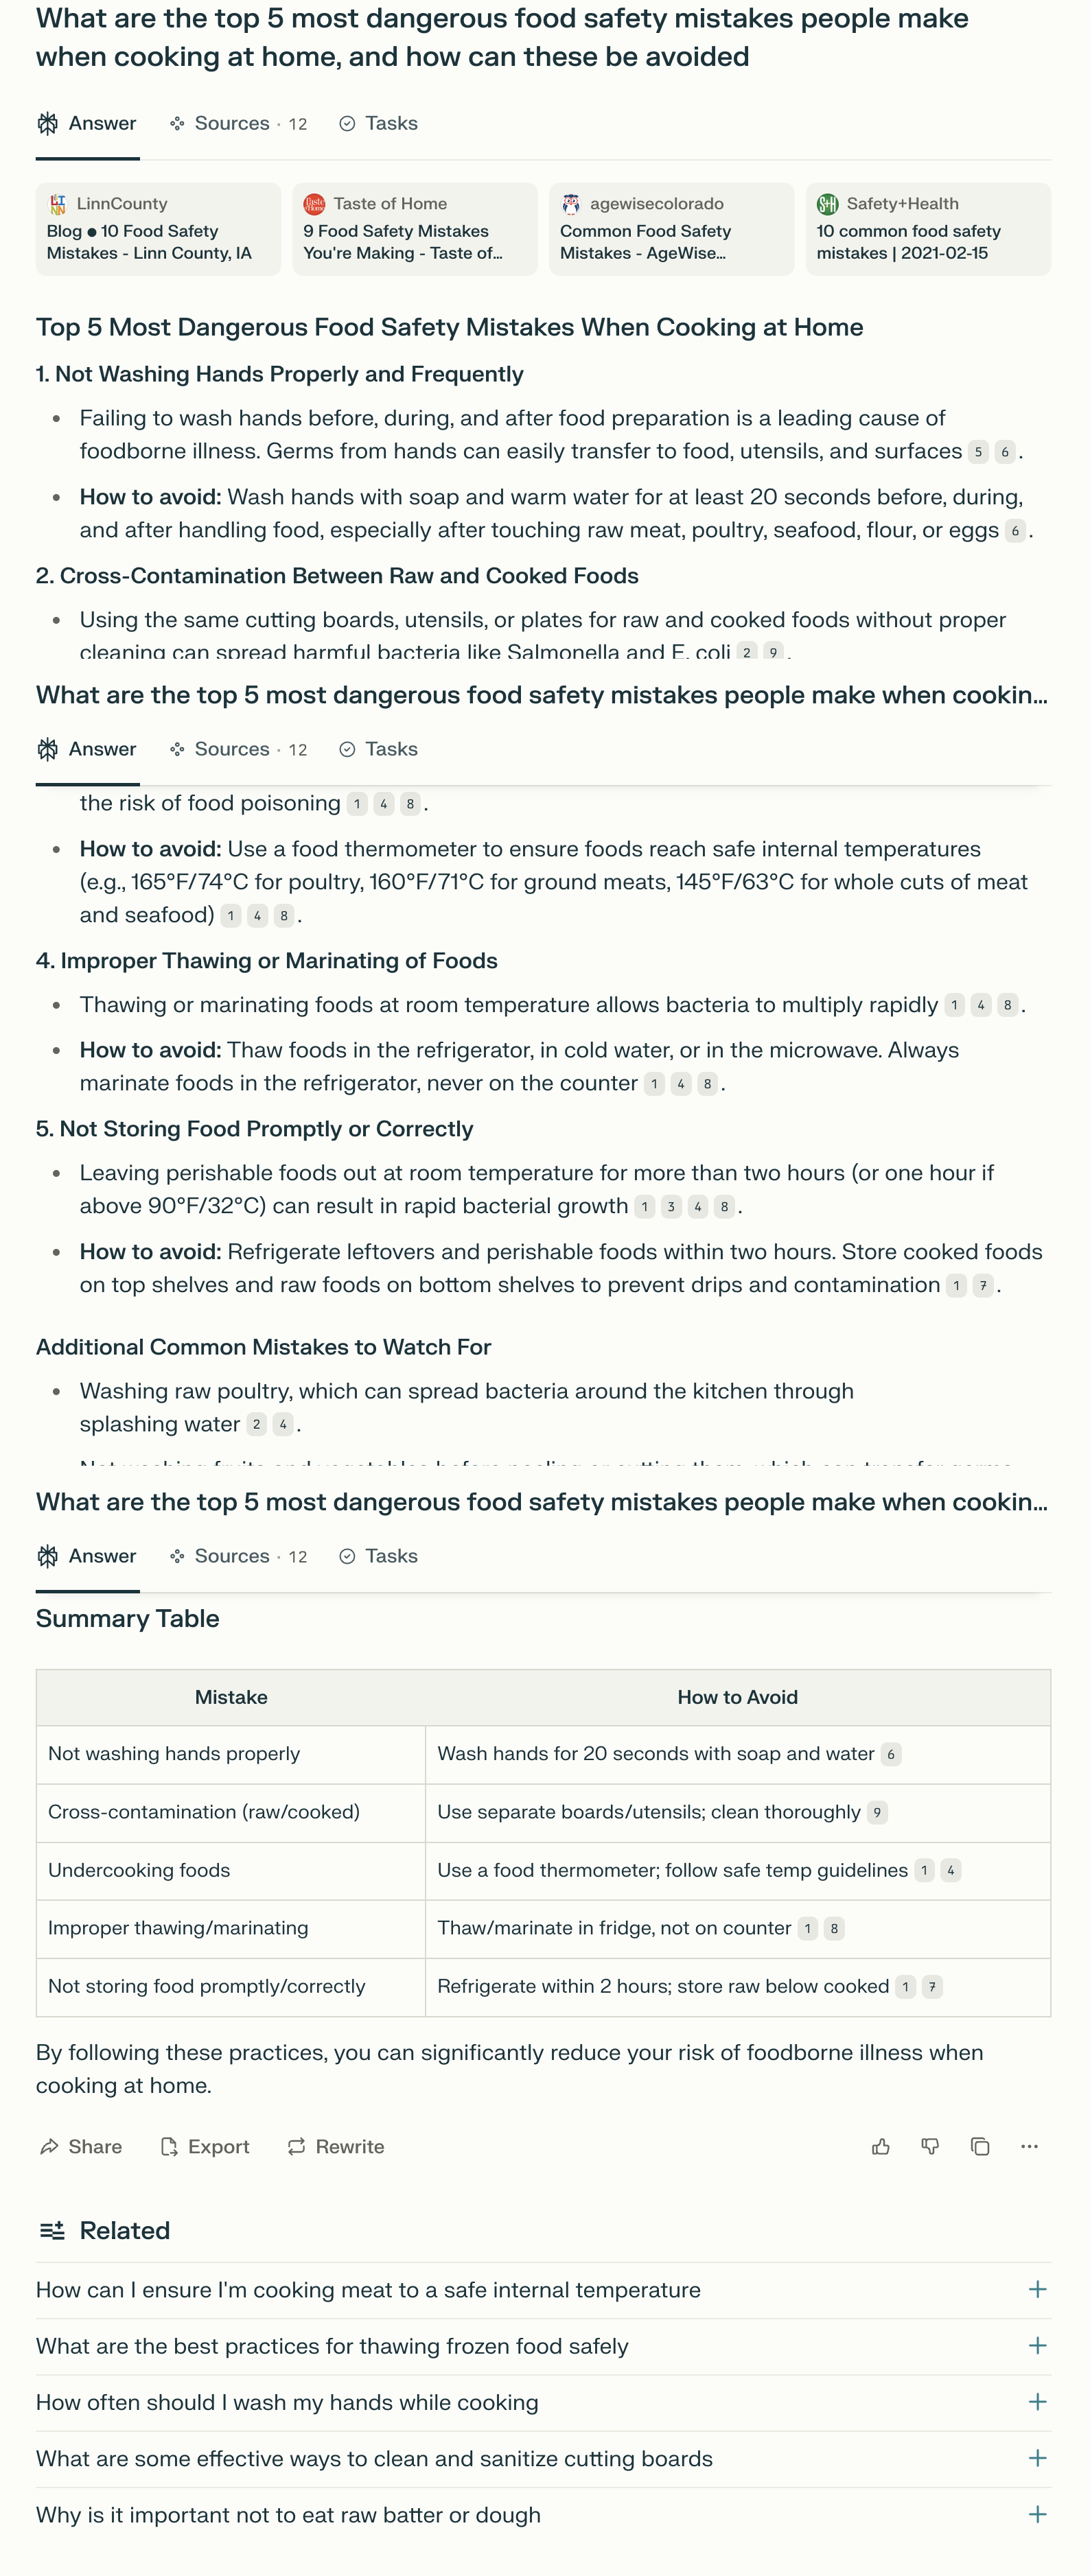 What are the top 5 most dangerous food safety mistakes people make
when cooking at home, and how can these be avoided
Answer
Sources · 12
Tasks
LinnCounty
Blog ● 10 Food Safety
Mistakes - Linn County, IA
Taste of Home
9 Food Safety Mistakes
You're Making - Taste of...
agewisecolorado
Common Food Safety
Mistakes - AgeWise...
Safety+Health
10 common food safety
mistakes | 2021-02-15
Top 5 Most Dangerous Food Safety Mistakes When Cooking at Home
1. Not Washing Hands Properly and Frequently
• Failing to wash hands before, during, and after food preparation is a leading cause of
foodborne illness. Germs from hands can easily transfer to food, utensils, and surfaces 5 6 .
• How to avoid: Wash hands with soap and warm water for at least 20 seconds before, during,
and after handling food, especially after touching raw meat, poultry, seafood, flour, or eggs 6 .
2. Cross-Contamination Between Raw and Cooked Foods
• Using the same cutting boards, utensils, or plates for raw and cooked foods without proper
cleaning can spread harmful bacteria like Salmonella and E. coli 2 9 .
What are the top 5 most dangerous food safety mistakes people make when cookin...
Answer
Sources · 12
Tasks
the risk of food poisoning 1 4 8 .
• How to avoid: Use a food thermometer to ensure foods reach safe internal temperatures
(e.g., 165°F/74°C for poultry, 160°F/71°C for ground meats, 145°F/63°C for whole cuts of meat
and seafood) 1 4 8 .
4. Improper Thawing or Marinating of Foods
• Thawing or marinating foods at room temperature allows bacteria to multiply rapidly 1 4 8 .
• How to avoid: Thaw foods in the refrigerator, in cold water, or in the microwave. Always
marinate foods in the refrigerator, never on the counter 1 4 8 .
5. Not Storing Food Promptly or Correctly
• Leaving perishable foods out at room temperature for more than two hours (or one hour if
above 90°F/32°C) can result in rapid bacterial growth 1 3 4 8 .
• How to avoid: Refrigerate leftovers and perishable foods within two hours. Store cooked foods
on top shelves and raw foods on bottom shelves to prevent drips and contamination 1 7 .
Additional Common Mistakes to Watch For
• Washing raw poultry, which can spread bacteria around the kitchen through
splashing water 2 4 .
Not washing fruits and vegetables before peeling or cutting them, which can transfer germs
What are the top 5 most dangerous food safety mistakes people make when cookin...
Answer
Sources · 12
Tasks
Summary Table
Mistake
How to Avoid
Not washing hands properly
Wash hands for 20 seconds with soap and water 6
Cross-contamination (raw/cooked)
Use separate boards/utensils; clean thoroughly 9
Undercooking foods
Use a food thermometer; follow safe temp guidelines 1 4
Improper thawing/marinating
Thaw/marinate in fridge, not on counter 1 8
Not storing food promptly/correctly
Refrigerate within 2 hours; store raw below cooked 1 7
By following these practices, you can significantly reduce your risk of foodborne illness when
cooking at home.
Share
Export
Rewrite
Related
How can I ensure I'm cooking meat to a safe internal temperature
What are the best practices for thawing frozen food safely
How often should I wash my hands while cooking
What are some effective ways to clean and sanitize cutting boards
Why is it important not to eat raw batter or dough